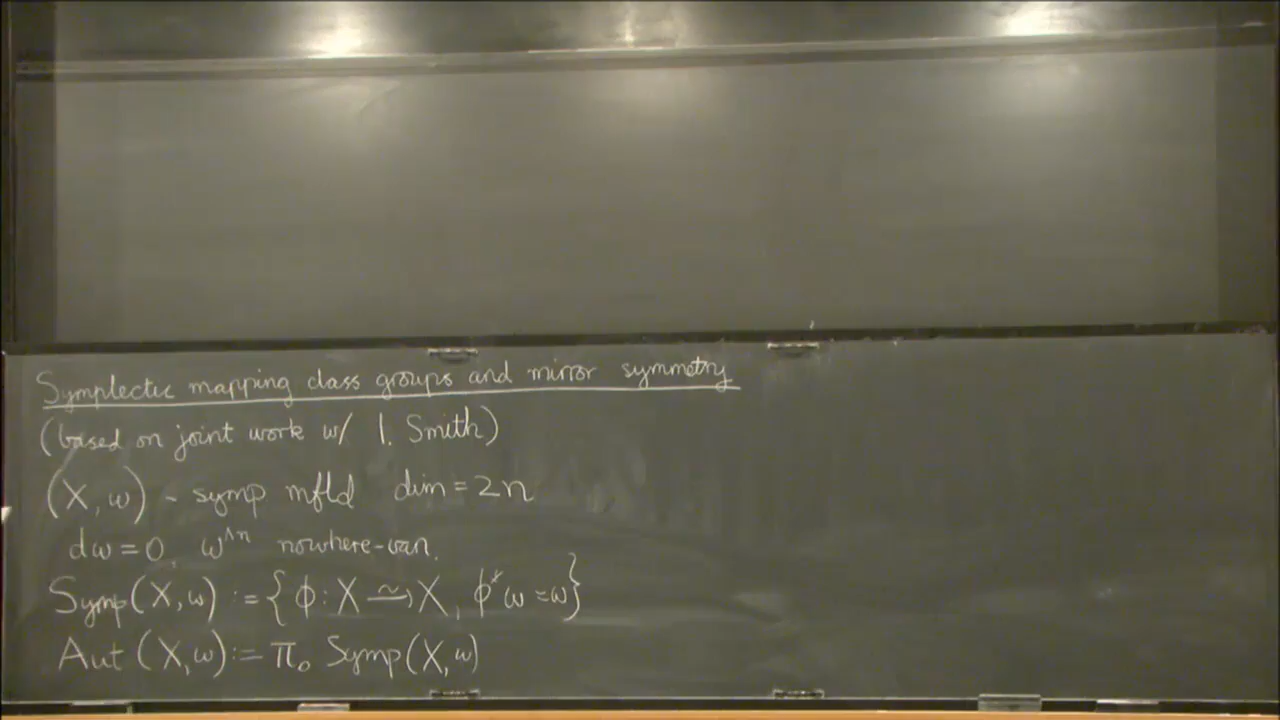 Symplectic mapping class groups and mirror symmetry
(based on joint work w/ I. Smith)
(X, ω) - symp mfld dim = 2n
dω = 0, ω^∧n nowhere-van.
Symp(X, ω) := { ϕ : X ⥲ X, ϕ* ω = ω}
Aut (X, ω) := π₀ Symp(X, ω)